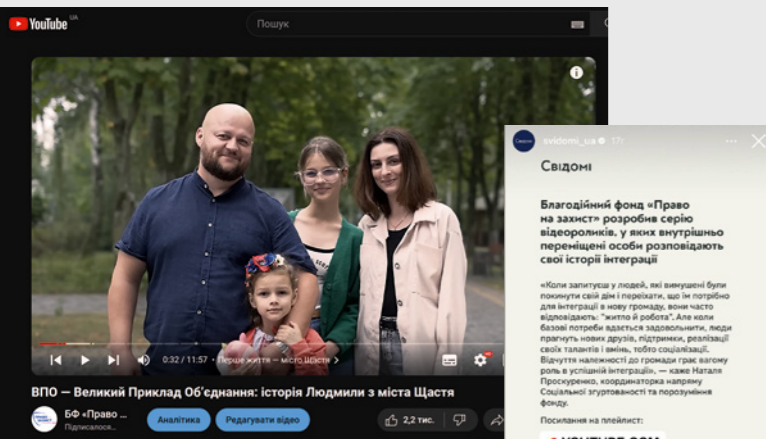 YouTube UA
Пошук
0:32 / 11:57 • Перше життя — місто Щастя
ВПО — Великий Приклад Об'єднання: історія Людмили з міста Щастя
БФ «Право ...
Підписалося...
Аналітика
Редагувати відео
2,2 тис.
svidomi_ua 17г
Свідомі
Благодійний фонд «Право
на захист» розробив серію
відеороликів, у яких внутрішньо
переміщені особи розповідають
свої історії інтеграції
«Коли запитуєш у людей, які вимушені були
покинути свій дім і переїхати, що їм потрібно
для інтеграції в нову громаду, вони часто
відповідають: "житло й робота". Але коли
базові потреби вдається задовольнити, люди
прагнуть нових друзів, підтримки, реалізації
своїх талантів і вмінь, тобто соціалізації.
Відчуття належності до громади грає вагому
роль в успішній інтеграції», — каже Наталя
Проскуренко, координаторка напряму
Соціальної згуртованості та порозуміння
фонду.
Посилання на плейлист:
YOUTUBE.COM